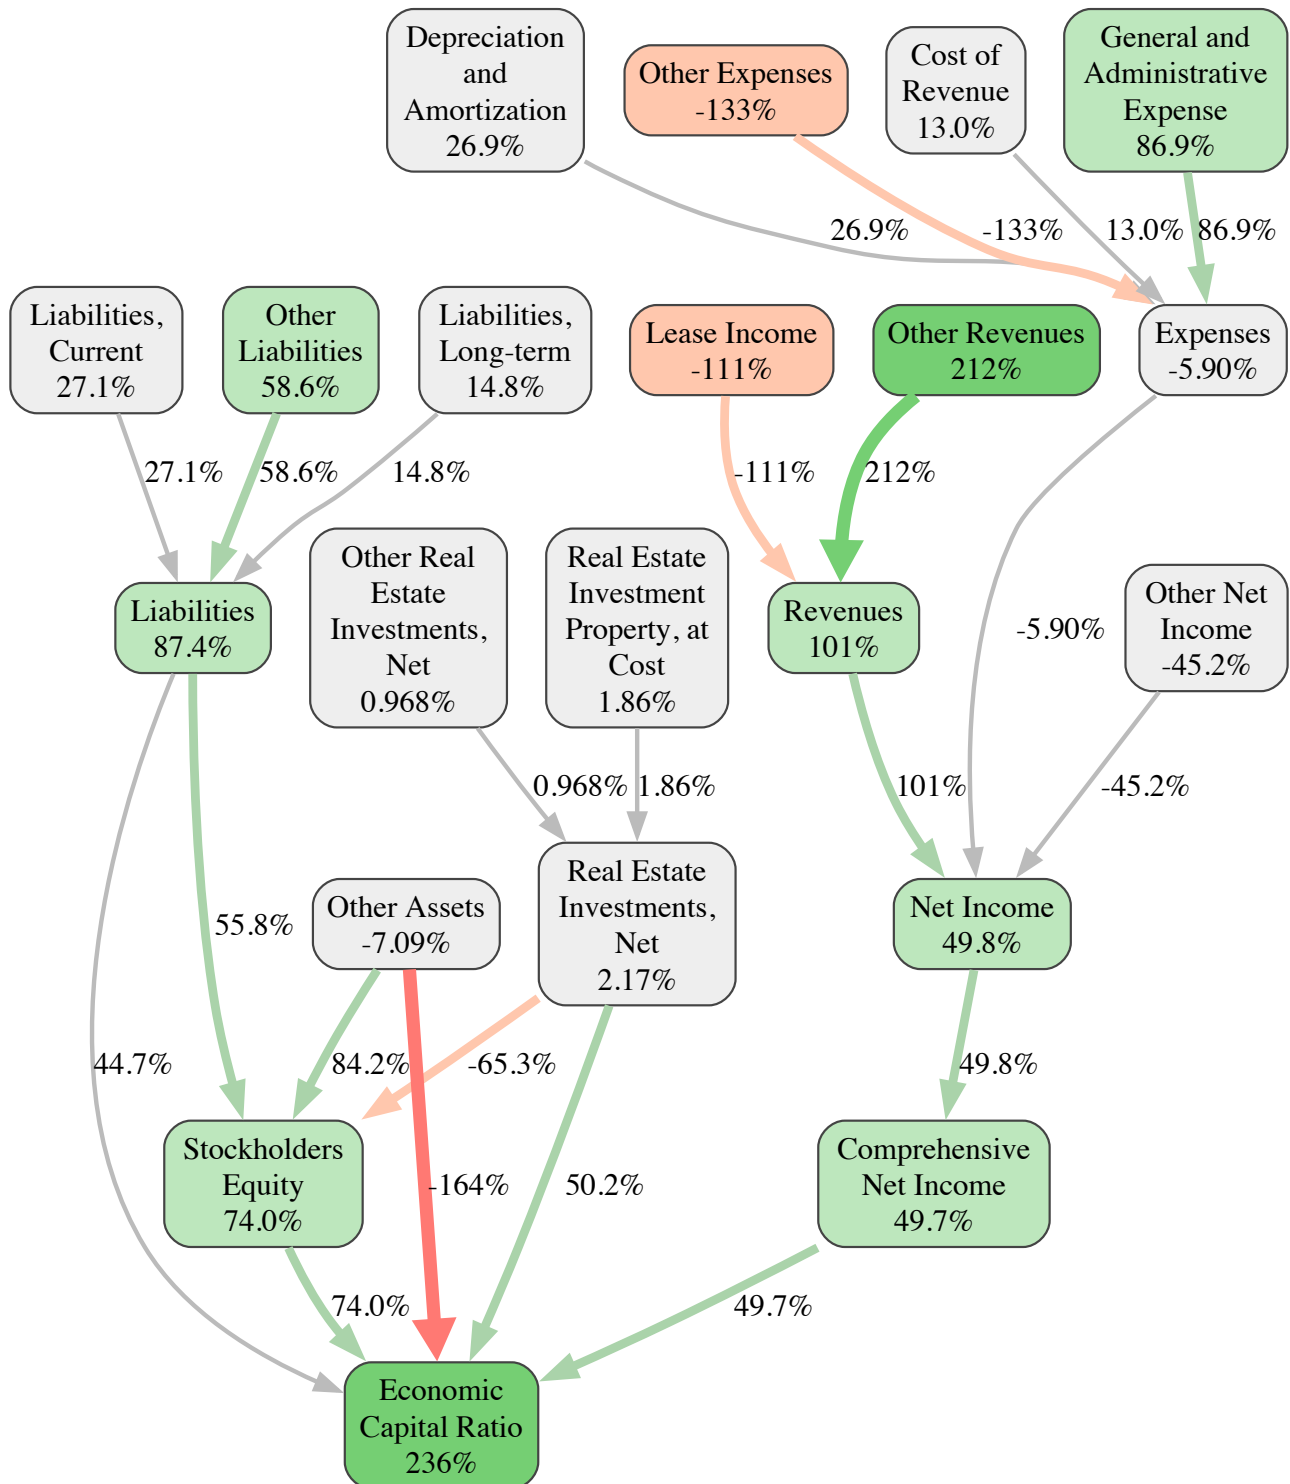 Depreciation
and
Amortization
26.9%
Other Expenses
-133%
Cost of
Revenue
13.0%
General and
Administrative
Expense
86.9%
26.9%
-133%
13.0%
86.9%
Liabilities,
Current
27.1%
Other
Liabilities
58.6%
Liabilities,
Long-term
14.8%
Lease Income
-111%
Other Revenues
212%
Expenses
-5.90%
27.1%
58.6%
14.8%
-111%
212%
Other Real
Estate
Investments,
Net
0.968%
Real Estate
Investment
Property, at
Cost
1.86%
Liabilities
87.4%
Revenues
101%
-5.90%
Other Net
Income
-45.2%
0.968%
1.86%
101%
-45.2%
55.8%
Other Assets
-7.09%
Real Estate
Investments,
Net
2.17%
Net Income
49.8%
44.7%
84.2%
-65.3%
49.8%
Stockholders
Equity
74.0%
-164%
50.2%
Comprehensive
Net Income
49.7%
74.0%
49.7%
Economic
Capital Ratio
236%